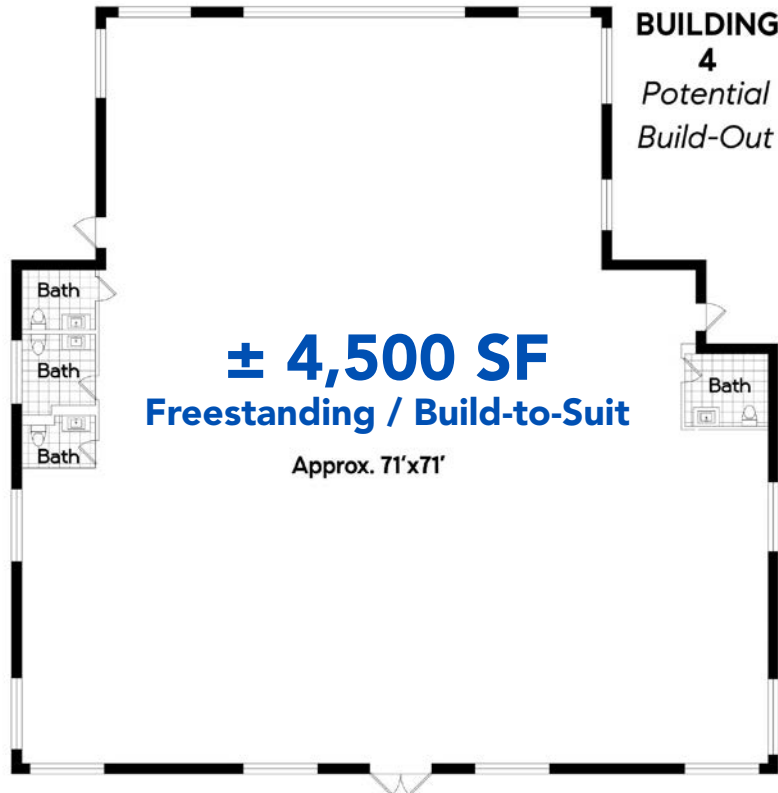 BUILDING
4
Potential
Build-Out
Bath
± 4,500 SF
Bath
Bath
Freestanding / Build-to-Suit
Bath
Approx. 71'x71'